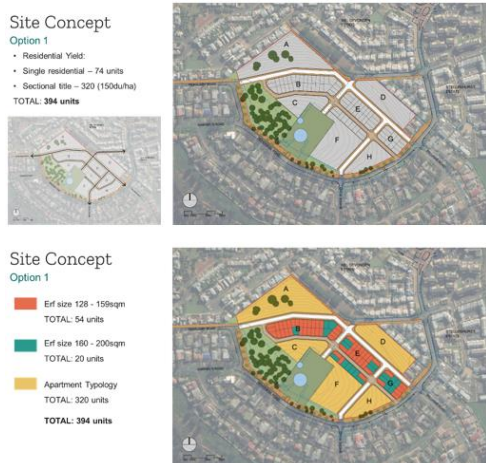 Site Concept
Option 1
• Residential Yield:
• Single residential – 74 units
• Sectional title – 320 (150du/ha)
TOTAL: 394 units
A
B
C
D
E
F
G
H
Site Concept
Option 1
Erf size 128 - 159sqm
TOTAL: 54 units
Erf size 160 - 200sqm
TOTAL: 20 units
Apartment Typology
TOTAL: 320 units
TOTAL: 394 units
A
B
C
D
E
F
G
H